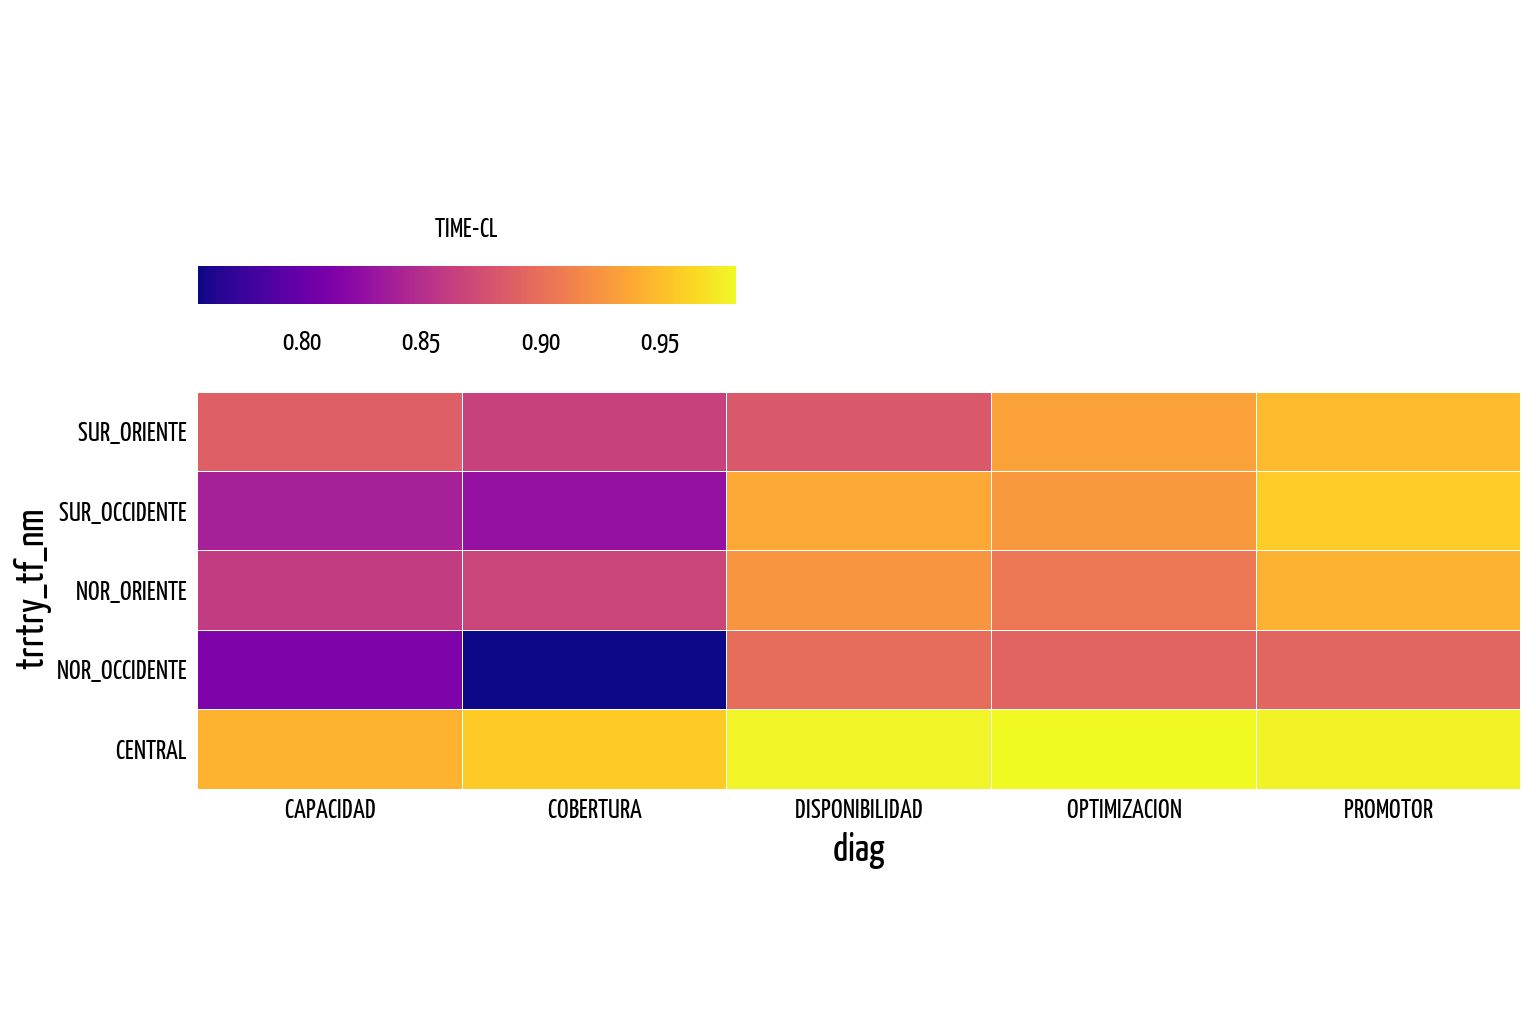 TIME-CL
0.80 0.85 0.90 0.95
SUR_ORIENTE
SUR_OCCIDENTE
NOR_ORIENTE
NOR_OCCIDENTE
CENTRAL
trrtry_tf_nm
CAPACIDAD COBERTURA DISPONIBILIDAD OPTIMIZACION PROMOTOR
diag